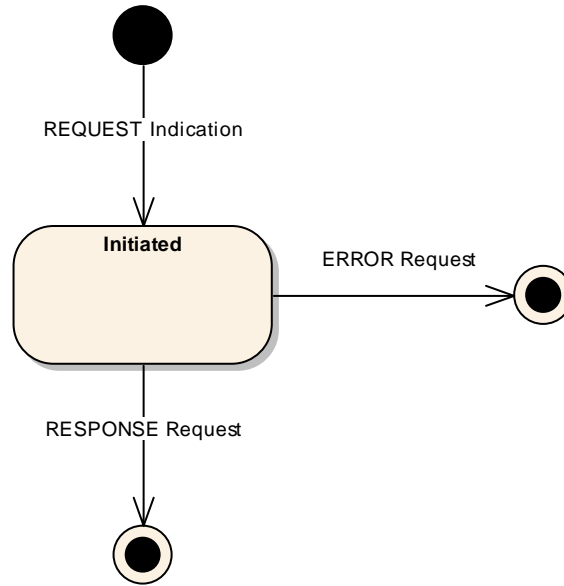 REQUEST Indication
Initiated
ERROR Request
RESPONSE Request